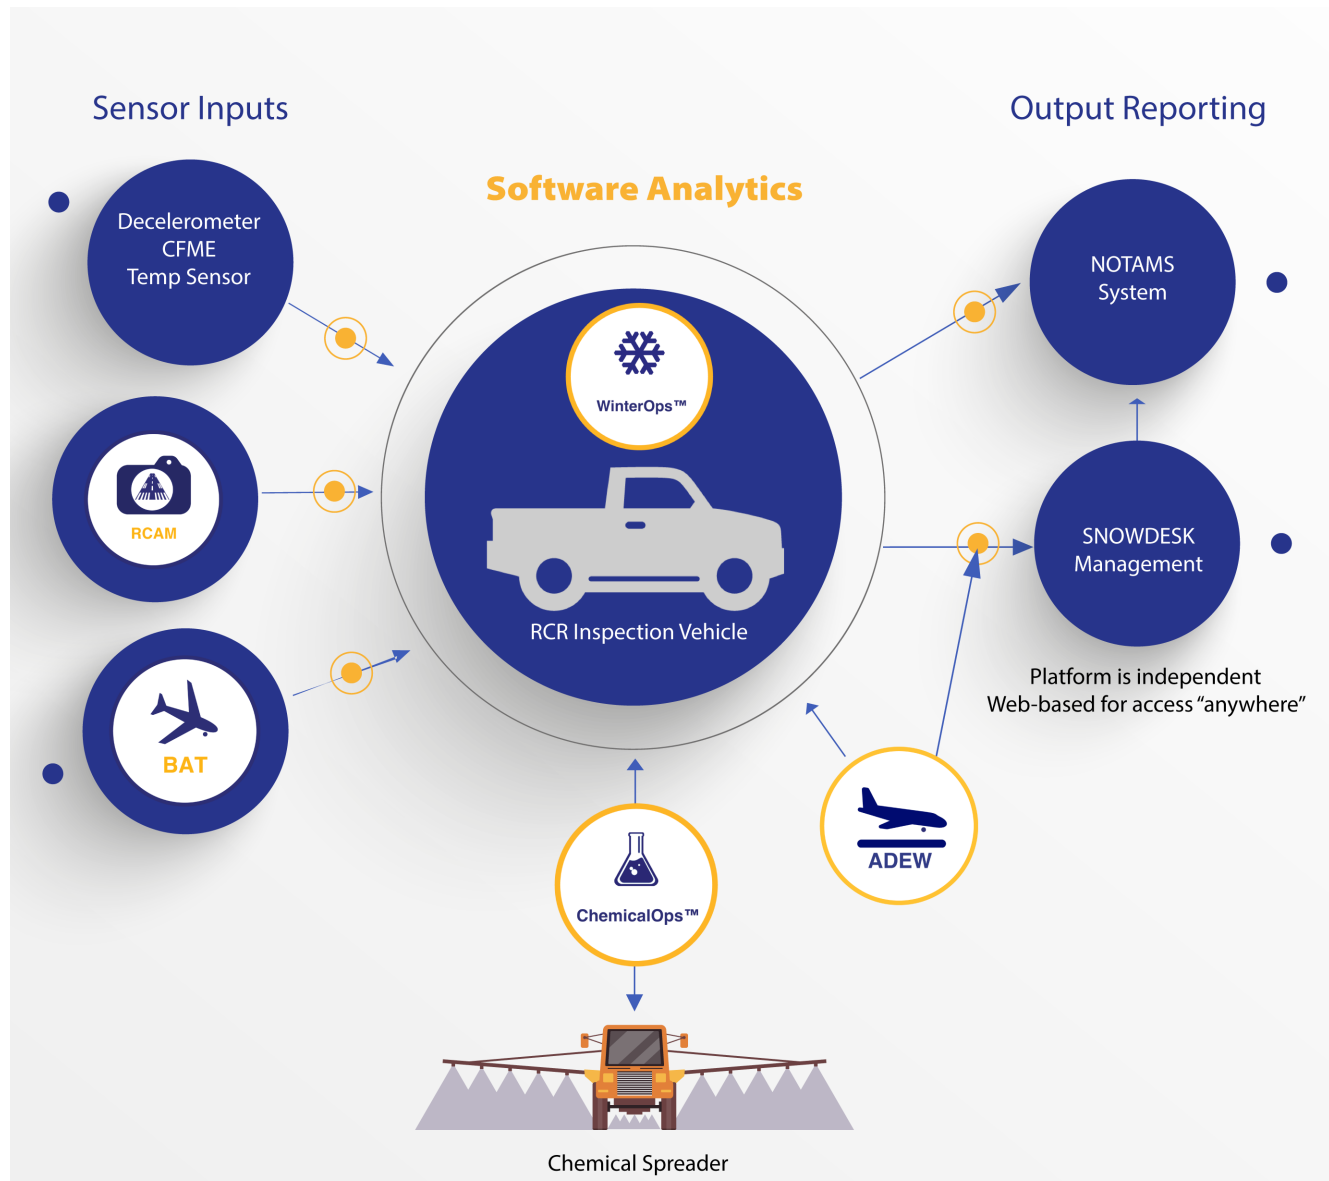 Sensor Inputs
Output Reporting
Software Analytics
Decelerometer
CFME
Temp Sensor
RCAM
BAT
WinterOps™
RCR Inspection Vehicle
NOTAMS
System
SNOWDESK
Management
Platform is independent
Web-based for access “anywhere”
ADEW
ChemicalOps™
Chemical Spreader